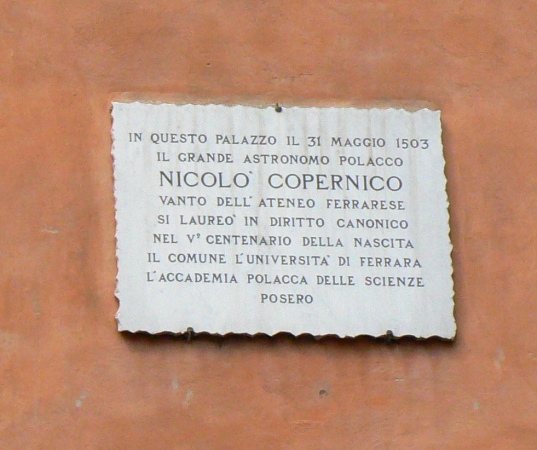 IN QUESTO PALAZZO IL 31 MAGGIO 1503
IL GRANDE ASTRONOMO POLACCO
NICOLO' COPERNICO
VANTO DELL'ATENEO FERRARESE
SI LAUREO' IN DIRITTO CANONICO
NEL V° CENTENARIO DELLA NASCITA
IL COMUNE L'UNIVERSITA' DI FERRARA
L'ACCADEMIA POLACCA DELLE SCIENZE
POSERO